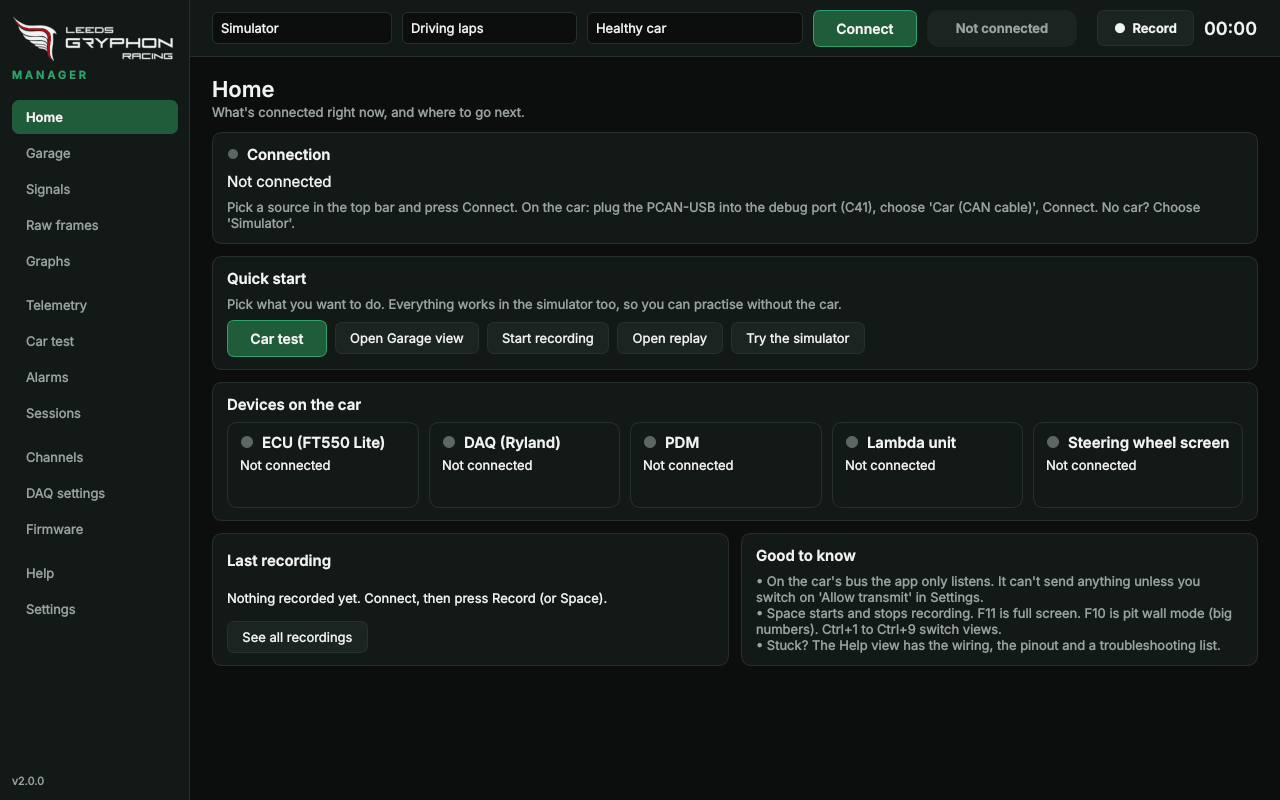 LEEDS
GRYPHON
RACING
MANAGER
Home
Garage
Signals
Raw frames
Graphs
Telemetry
Car test
Alarms
Sessions
Channels
DAQ settings
Firmware
Help
Settings
v2.0.0
Simulator
Driving laps
Healthy car
Connect
Not connected
Record
00:00
Home
What's connected right now, and where to go next.
Connection
Not connected
Pick a source in the top bar and press Connect. On the car: plug the PCAN-USB into the debug port (C41), choose 'Car (CAN cable)', Connect. No car? Choose
'Simulator'.
Quick start
Pick what you want to do. Everything works in the simulator too, so you can practise without the car.
Car test
Open Garage view
Start recording
Open replay
Try the simulator
Devices on the car
ECU (FT550 Lite)
Not connected
DAQ (Ryland)
Not connected
PDM
Not connected
Lambda unit
Not connected
Steering wheel screen
Not connected
Last recording
Nothing recorded yet. Connect, then press Record (or Space).
See all recordings
Good to know
• On the car's bus the app only listens. It can't send anything unless you
switch on 'Allow transmit' in Settings.
• Space starts and stops recording. F11 is full screen. F10 is pit wall mode (big
numbers). Ctrl+1 to Ctrl+9 switch views.
• Stuck? The Help view has the wiring, the pinout and a troubleshooting list.